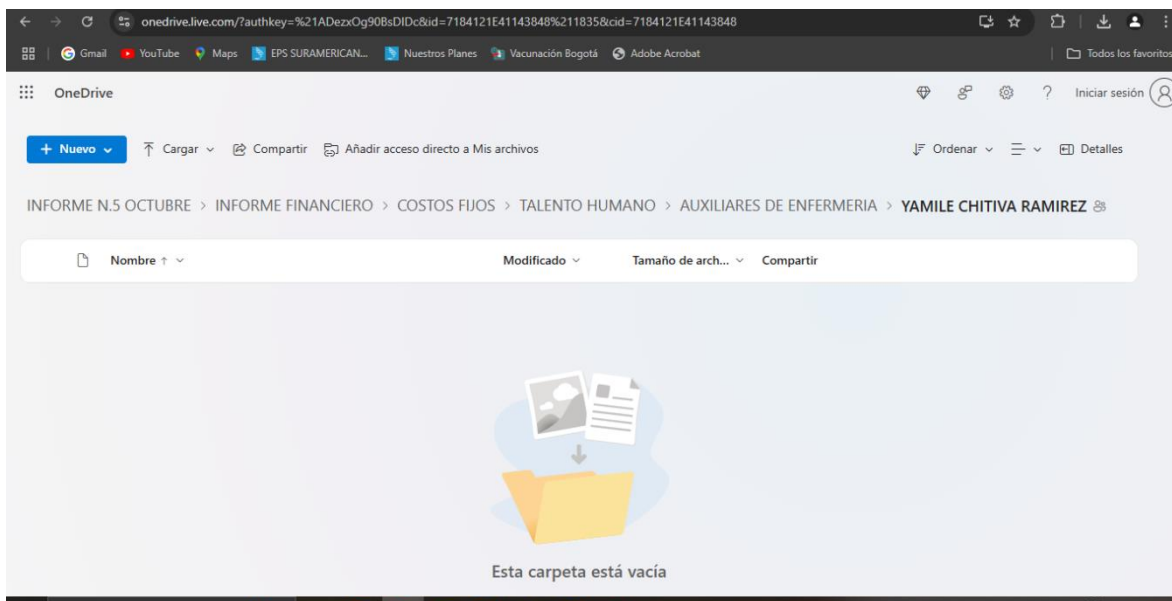 onedrive.live.com/?authkey=%21ADezxOg90BsDIDc&id=7184121E41143848%211835&cid=7184121E41143848
Gmail YouTube Maps EPS SURAMERICAN... Nuestros Planes Vacunación Bogotá Adobe Acrobat Todos los favoritos
OneDrive ? Iniciar sesión
+ Nuevo Cargar Compartir Añadir acceso directo a Mis archivos Ordenar Detalles
INFORME N.5 OCTUBRE > INFORME FINANCIERO > COSTOS FIJOS > TALENTO HUMANO > AUXILIARES DE ENFERMERIA > YAMILE CHITIVA RAMIREZ
Nombre ↑ Modificado Tamaño de arch... Compartir
Esta carpeta está vacía